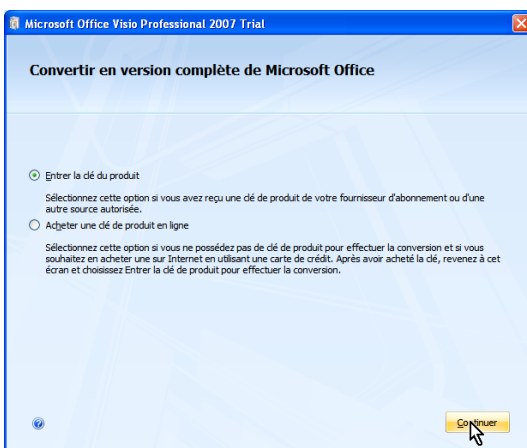 Microsoft Office Visio Professional 2007 Trial
Convertir en version complète de Microsoft Office
Entrer la clé du produit
Sélectionnez cette option si vous avez reçu une clé de produit de votre fournisseur d'abonnement ou d'une
autre source autorisée.
Acheter une clé de produit en ligne
Sélectionnez cette option si vous ne possédez pas de clé de produit pour effectuer la conversion et si vous
souhaitez en acheter une sur Internet en utilisant une carte de crédit. Après avoir acheté la clé, revenez à cet
écran et choisissez Entrer la clé de produit pour effectuer la conversion.
Continuer